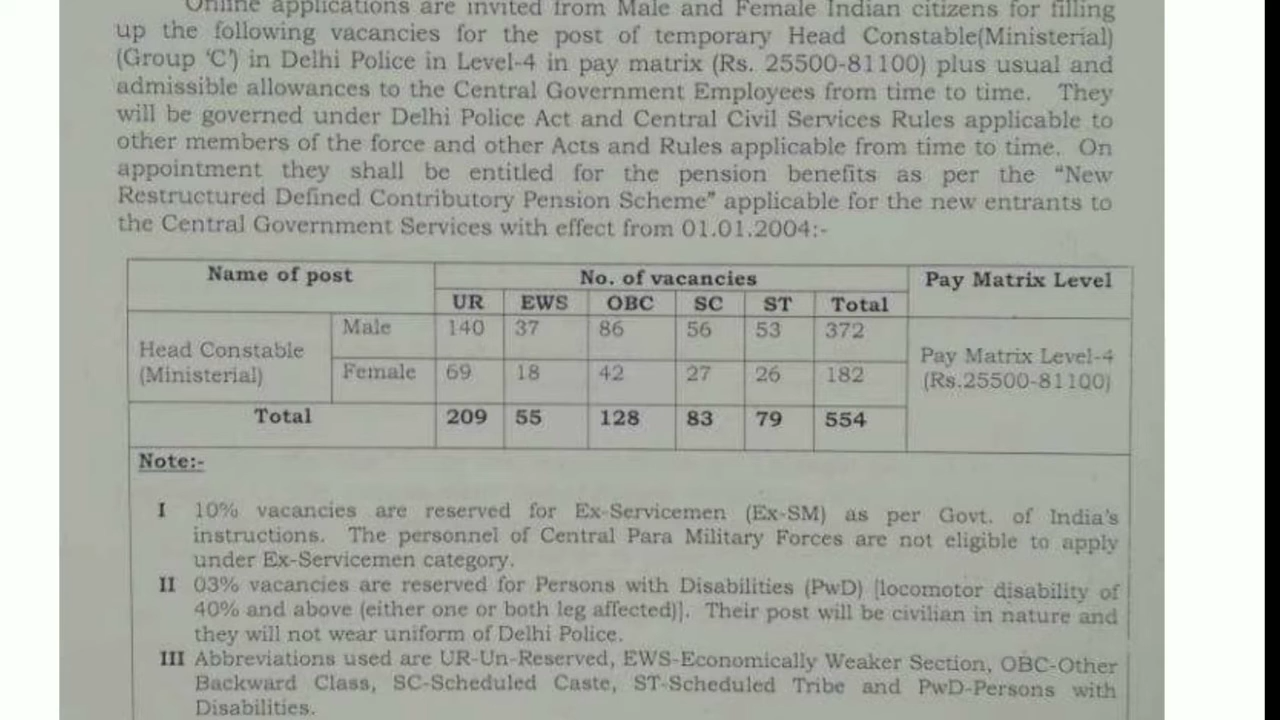 Online applications are invited from Male and Female Indian citizens for filling
up the following vacancies for the post of temporary Head Constable(Ministerial)
(Group 'C') in Delhi Police in Level-4 in pay matrix (Rs. 25500-81100) plus usual and
admissible allowances to the Central Government Employees from time to time. They
will be governed under Delhi Police Act and Central Civil Services Rules applicable to
other members of the force and other Acts and Rules applicable from time to time. On
appointment they shall be entitled for the pension benefits as per the "New
Restructured Defined Contributory Pension Scheme" applicable for the new entrants to
the Central Government Services with effect from 01.01.2004:-
Name of post No. of vacancies Pay Matrix Level
UR EWS OBC SC ST Total
Head Constable (Ministerial) Male 140 37 86 56 53 372 Pay Matrix Level-4 (Rs.25500-81100)
Female 69 18 42 27 26 182
Total 209 55 128 83 79 554
Note:-
I 10% vacancies are reserved for Ex-Servicemen (Ex-SM) as per Govt. of India's
instructions. The personnel of Central Para Military Forces are not eligible to apply
under Ex-Servicemen category.
II 03% vacancies are reserved for Persons with Disabilities (PwD) [locomotor disability of
40% and above (either one or both leg affected)]. Their post will be civilian in nature and
they will not wear uniform of Delhi Police.
III Abbreviations used are UR-Un-Reserved, EWS-Economically Weaker Section, OBC-Other
Backward Class, SC-Scheduled Caste, ST-Scheduled Tribe and PwD-Persons with
Disabilities.